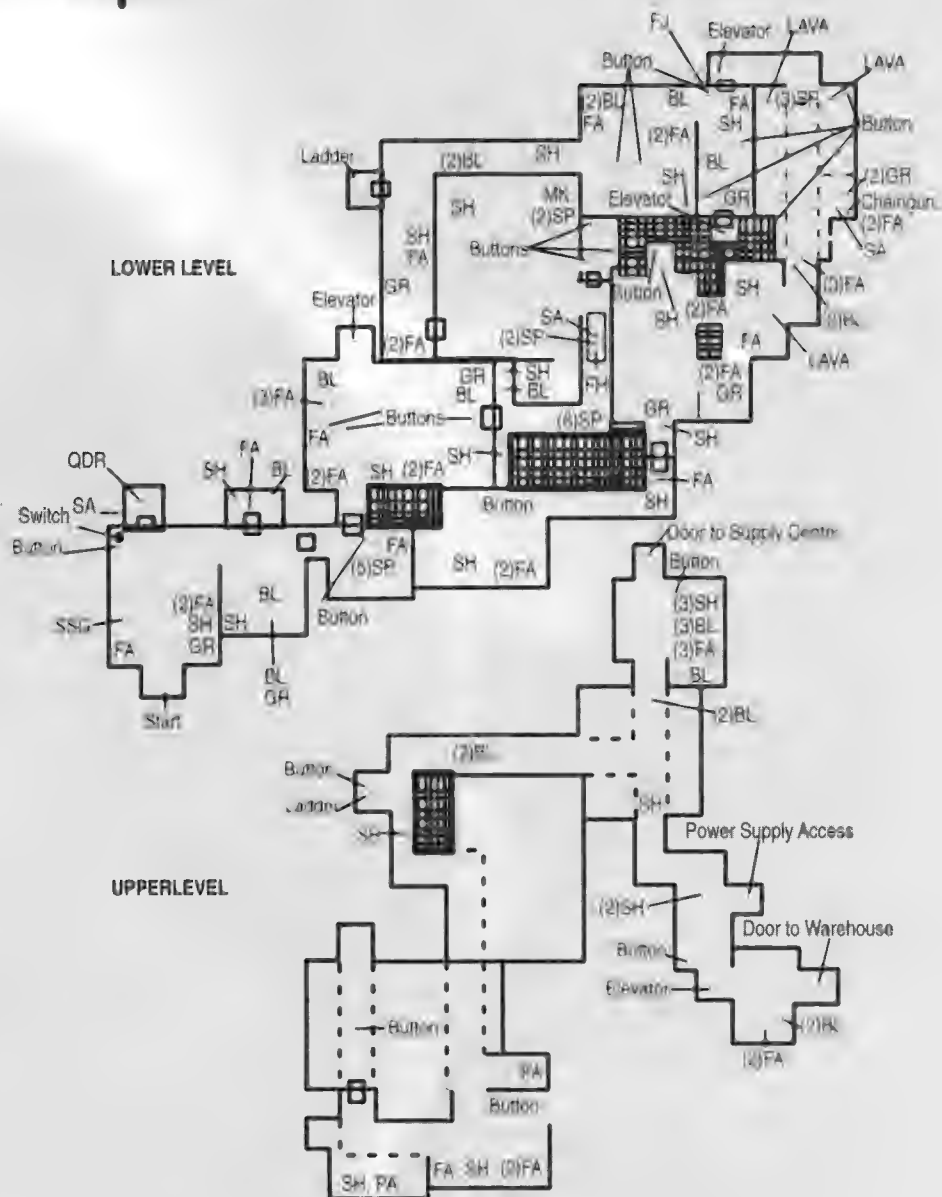 FJ
Elevator
LAVA
Button
LAVA
(2)BL
BL
FA
(3)SP
Button
FA
(2)FA
SH
Ladder
(2)BL
SH
BL
(2)GR
SH
MK
SH
GR
Chaingun
(2)SP
Elevator
(2)FA
SH
Buttons
SA
FA
LOWER LEVEL
Button
SH
(3)FA
GR
SH
(2)FA
Elevator
SA
(2)FA
(2)SP
FA
LAVA
BL
GR
SH
(2)FA
(3)FA
BL
BL
FH
GR
Buttons
(6)SP
GR
FA
SH
SH
QDR
FA
SH
BL
(2)FA
SH
(2)FA
FA
SA
Button
SH
Switch
Button
FA
Door to Supply Center
(5)SP
SH
(2)FA
Button
BL
Button
(3)SH
(2)FA
(3)BL
SSG
SH
SH
(3)FA
FA
GR
BL
BL
GR
(2)BL
Start
(2)BL
Button
Ladder
SH
SH
Power Supply Access
UPPERLEVEL
(2)SH
Door to Warehouse
Button
Elevator
Button
(2)BL
(2)FA
PA
Button
FA
SH
(2)FA
SH, PA